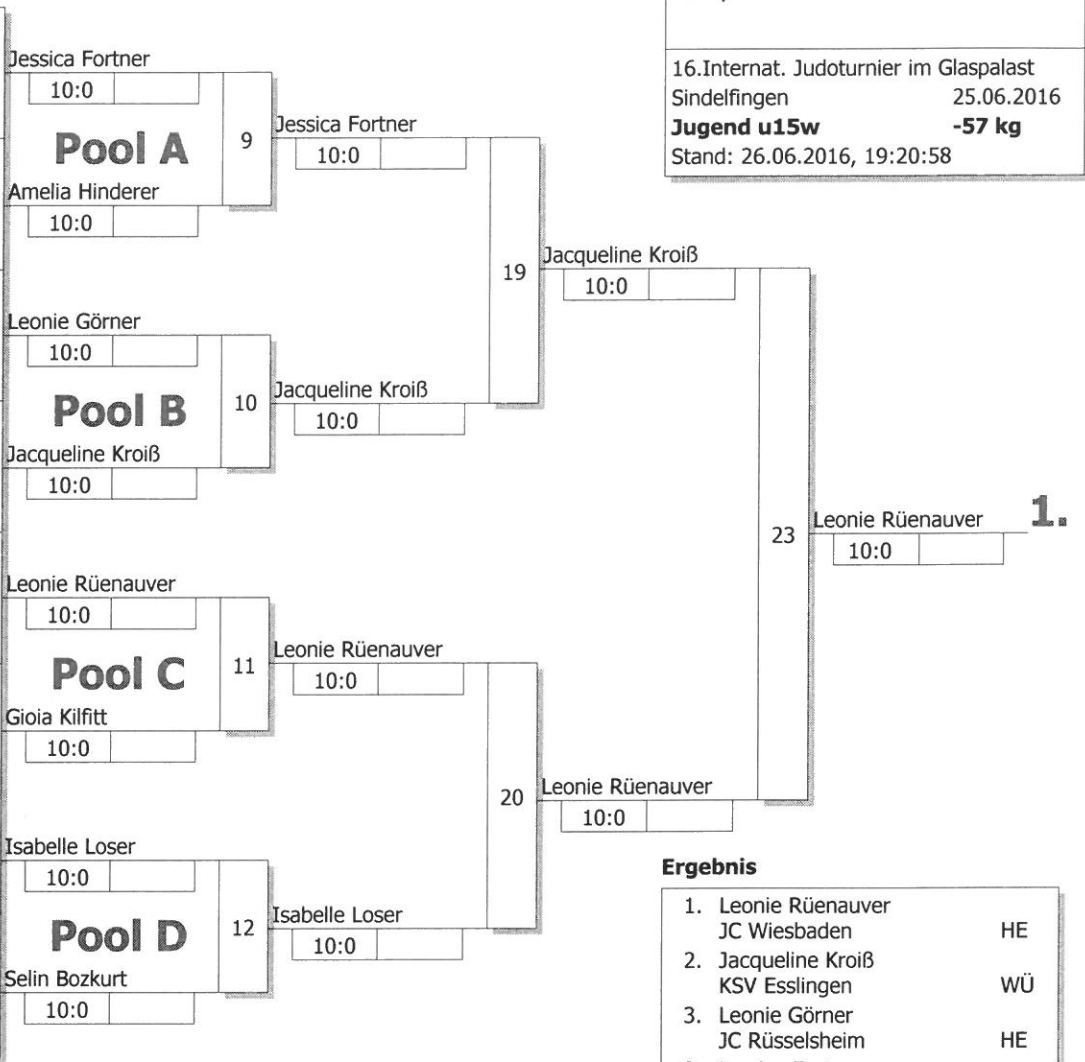 16.Internat. Judoturnier im Glaspalast
Sindelfingen 25.06.2016
Jugend u15w -57 kg
Stand: 26.06.2016, 19:20:58
Jessica Fortner
10:0
Pool A
9
Amelia Hinderer
10:0
Jessica Fortner
10:0
Leonie Görner
10:0
Pool B
10
Jacqueline Kroiß
10:0
Jacqueline Kroiß
10:0
19
Jacqueline Kroiß
10:0
Leonie Rüenauver
10:0
Pool C
11
Gioia Kilfitt
10:0
Leonie Rüenauver
10:0
Isabelle Loser
10:0
Pool D
12
Selin Bozkurt
10:0
Isabelle Loser
10:0
20
Leonie Rüenauver
10:0
23
Leonie Rüenauver 1.
10:0
Ergebnis
1. Leonie Rüenauver
JC Wiesbaden HE
2. Jacqueline Kroiß
KSV Esslingen WÜ
3. Leonie Görner
JC Rüsselsheim HE